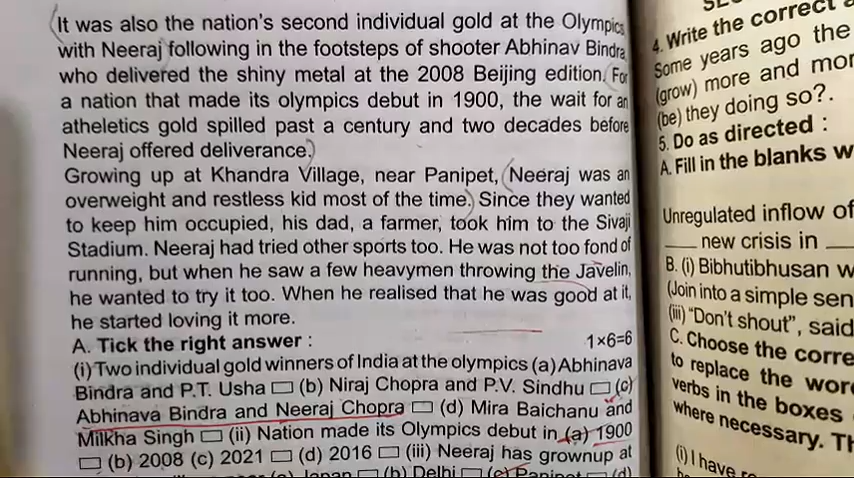 It was also the nation's second individual gold at the Olympics
with Neeraj following in the footsteps of shooter Abhinav Bindra
who delivered the shiny metal at the 2008 Beijing edition. For
a nation that made its olympics debut in 1900, the wait for an
atheletics gold spilled past a century and two decades before
Neeraj offered deliverance.
Growing up at Khandra Village, near Panipet, Neeraj was an
overweight and restless kid most of the time. Since they wanted
to keep him occupied, his dad, a farmer, took him to the Sivaji
Stadium. Neeraj had tried other sports too. He was not too fond of
running, but when he saw a few heavymen throwing the Javelin,
he wanted to try it too. When he realised that he was good at it,
he started loving it more.
A. Tick the right answer : 1×6=6
(i) Two individual gold winners of India at the olympics (a) Abhinava
Bindra and P.T. Usha (b) Niraj Chopra and P.V. Sindhu (c)
Abhinava Bindra and Neeraj Chopra (d) Mira Baichanu and
Milkha Singh (ii) Nation made its Olympics debut in (a) 1900
(b) 2008 (c) 2021 (d) 2016 (iii) Neeraj has grownup at
(b) Delhi (c) Panipet (d)
4. Write the correct
Some years ago the
(grow) more and
(be) they doing so?.
5. Do as directed :
A. Fill in the blanks
Unregulated inflow of
____ new crisis in ____
B. (i) Bibhutibhusan
(Join into a simple
(iii) "Don't shout", said
C. Choose the
to replace the
verbs in the boxes
where necessary.
(i) I have